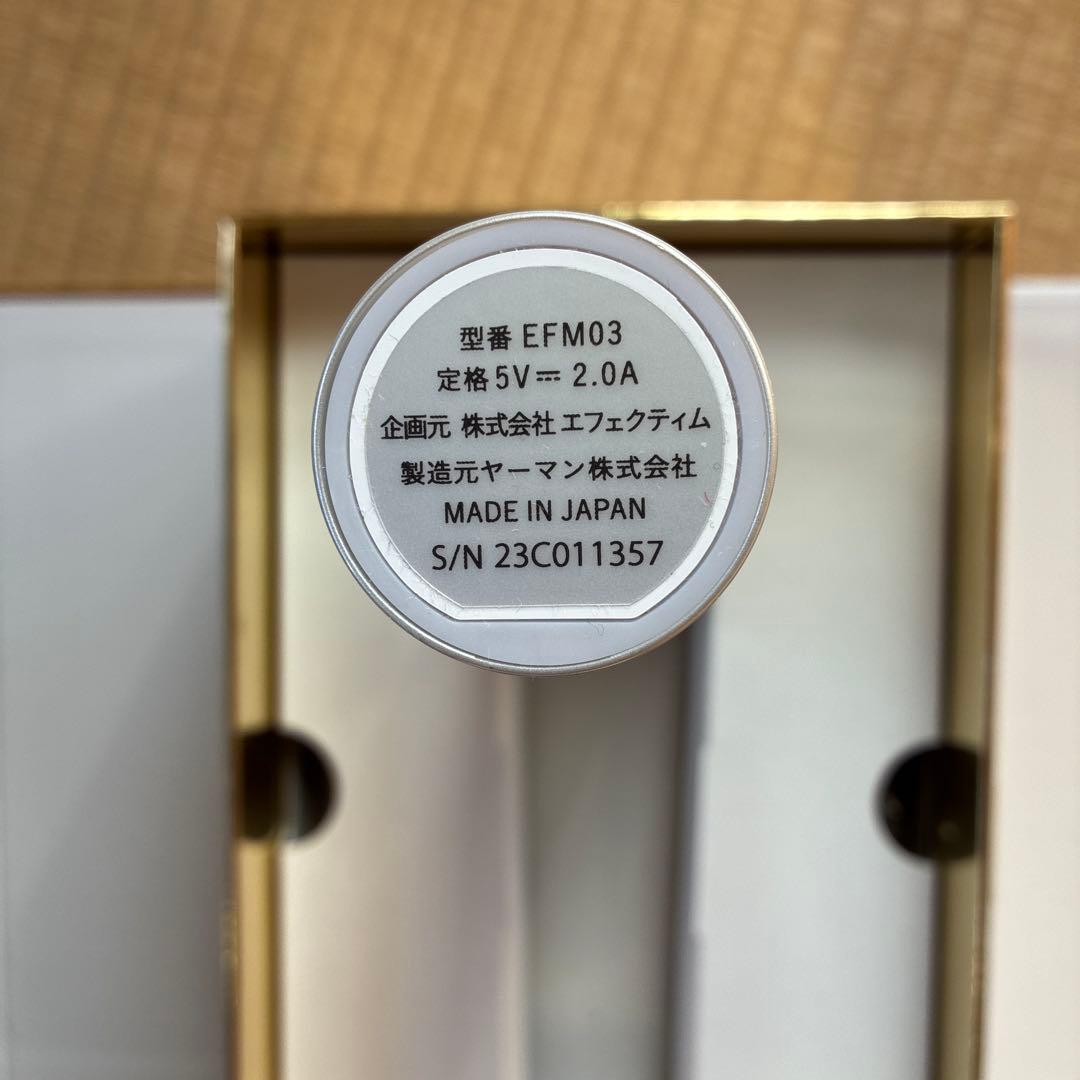 型番 EFM03
定格 5V⎓ 2.0A
企画元 株式会社 エフェクティム
製造元ヤーマン株式会社
MADE IN JAPAN
S/N 23C011357